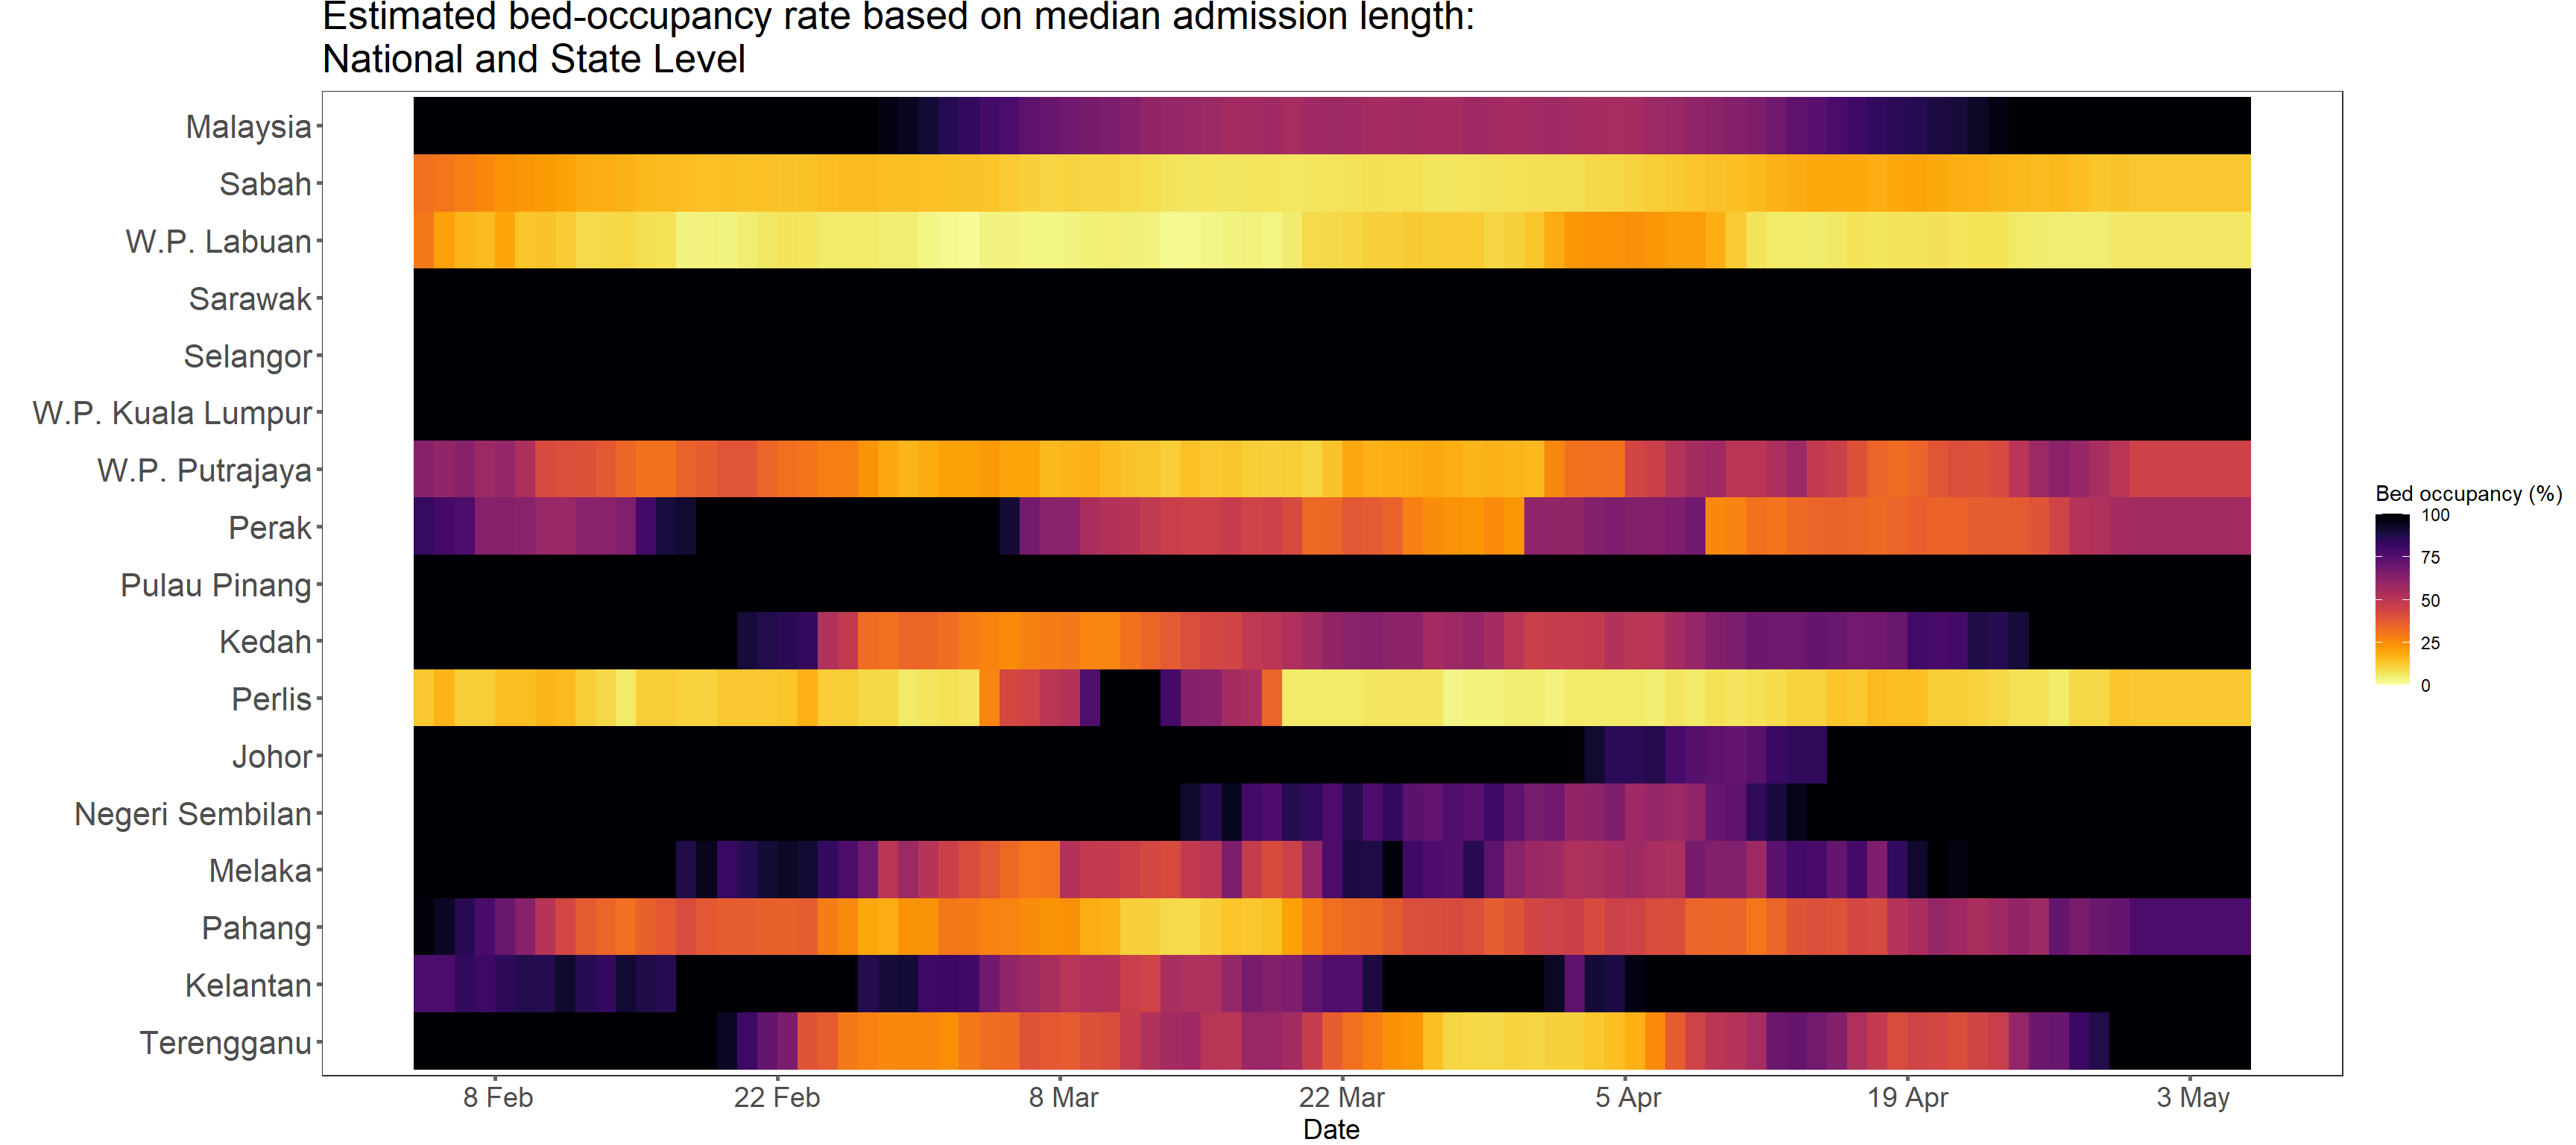 Estimated bed-occupancy rate based on median admission length:
National and State Level
Malaysia
Sabah
W.P. Labuan
Sarawak
Selangor
W.P. Kuala Lumpur
W.P. Putrajaya
Perak
Pulau Pinang
Kedah
Perlis
Johor
Negeri Sembilan
Melaka
Pahang
Kelantan
Terengganu
8 Feb
22 Feb
8 Mar
22 Mar
5 Apr
19 Apr
3 May
Date
Bed occupancy (%)
100
75
50
25
0